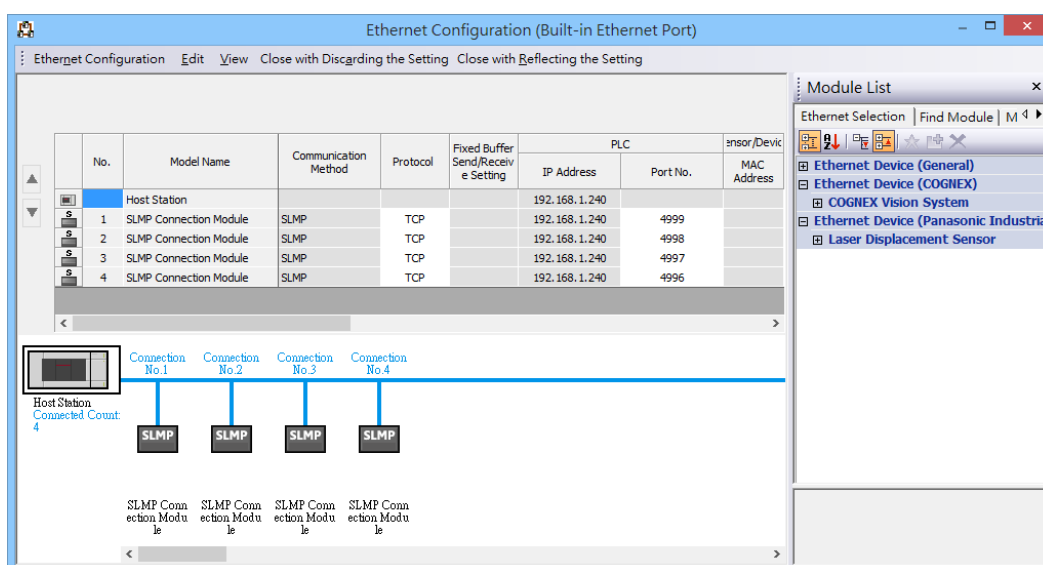 Ethernet Configuration (Built-in Ethernet Port)
Ethernet Configuration Edit View Close with Discarding the Setting Close with Reflecting the Setting
Module List
Ethernet Selection Find Module M
No. Model Name Communication Method Protocol Fixed Buffer Send/Receive Setting PLC IP Address Port No. ensor/Devic MAC Address
Host Station 192.168.1.240
1 SLMP Connection Module SLMP TCP 192.168.1.240 4999
2 SLMP Connection Module SLMP TCP 192.168.1.240 4998
3 SLMP Connection Module SLMP TCP 192.168.1.240 4997
4 SLMP Connection Module SLMP TCP 192.168.1.240 4996
Ethernet Device (General)
Ethernet Device (COGNEX)
COGNEX Vision System
Ethernet Device (Panasonic Industria
Laser Displacement Sensor
Connection No.1 Connection No.2 Connection No.3 Connection No.4
Host Station
Connected Count:
4
SLMP SLMP SLMP SLMP
SLMP Connection Module SLMP Connection Module SLMP Connection Module SLMP Connection Module